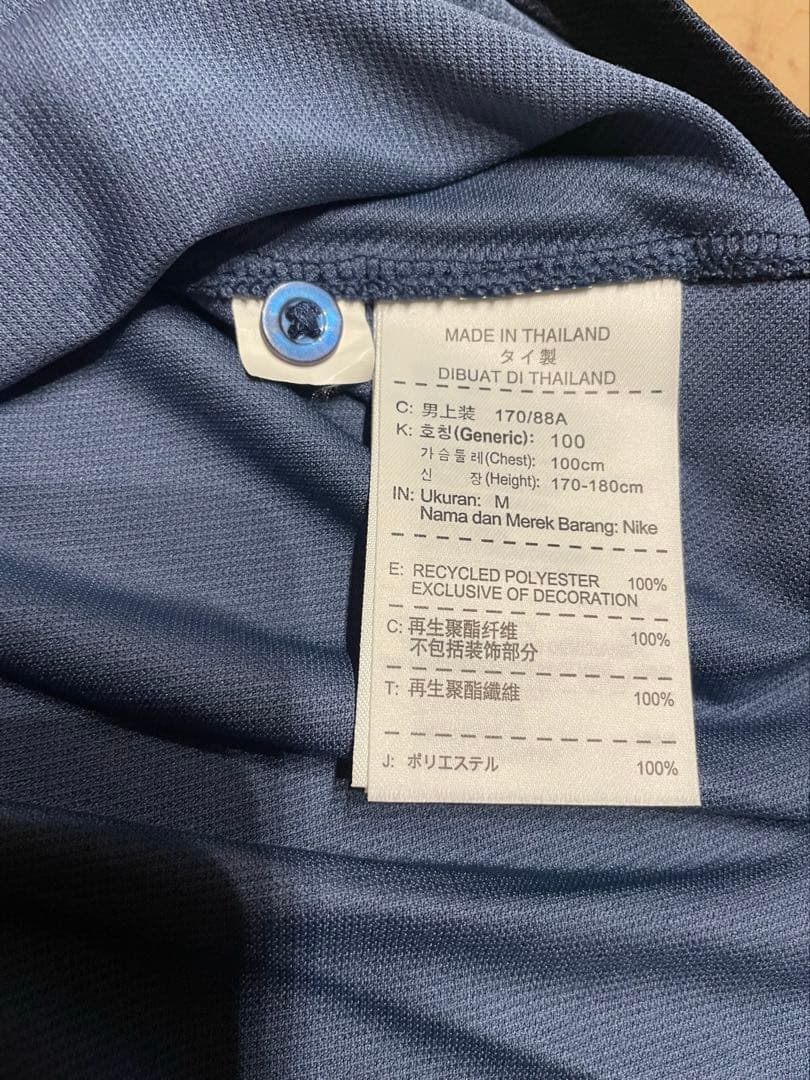 MADE IN THAILAND
タイ製
DIBUAT DI THAILAND
C: 男上装 170/88A
K: 호칭(Generic): 100
가슴둘레(Chest): 100cm
신 장(Height): 170-180cm
IN: Ukuran: M
Nama dan Merek Barang: Nike
E: RECYCLED POLYESTER 100%
EXCLUSIVE OF DECORATION
C: 再生聚酯纤维 100%
不包括装饰部分
T: 再生聚酯纖維 100%
J: ポリエステル 100%